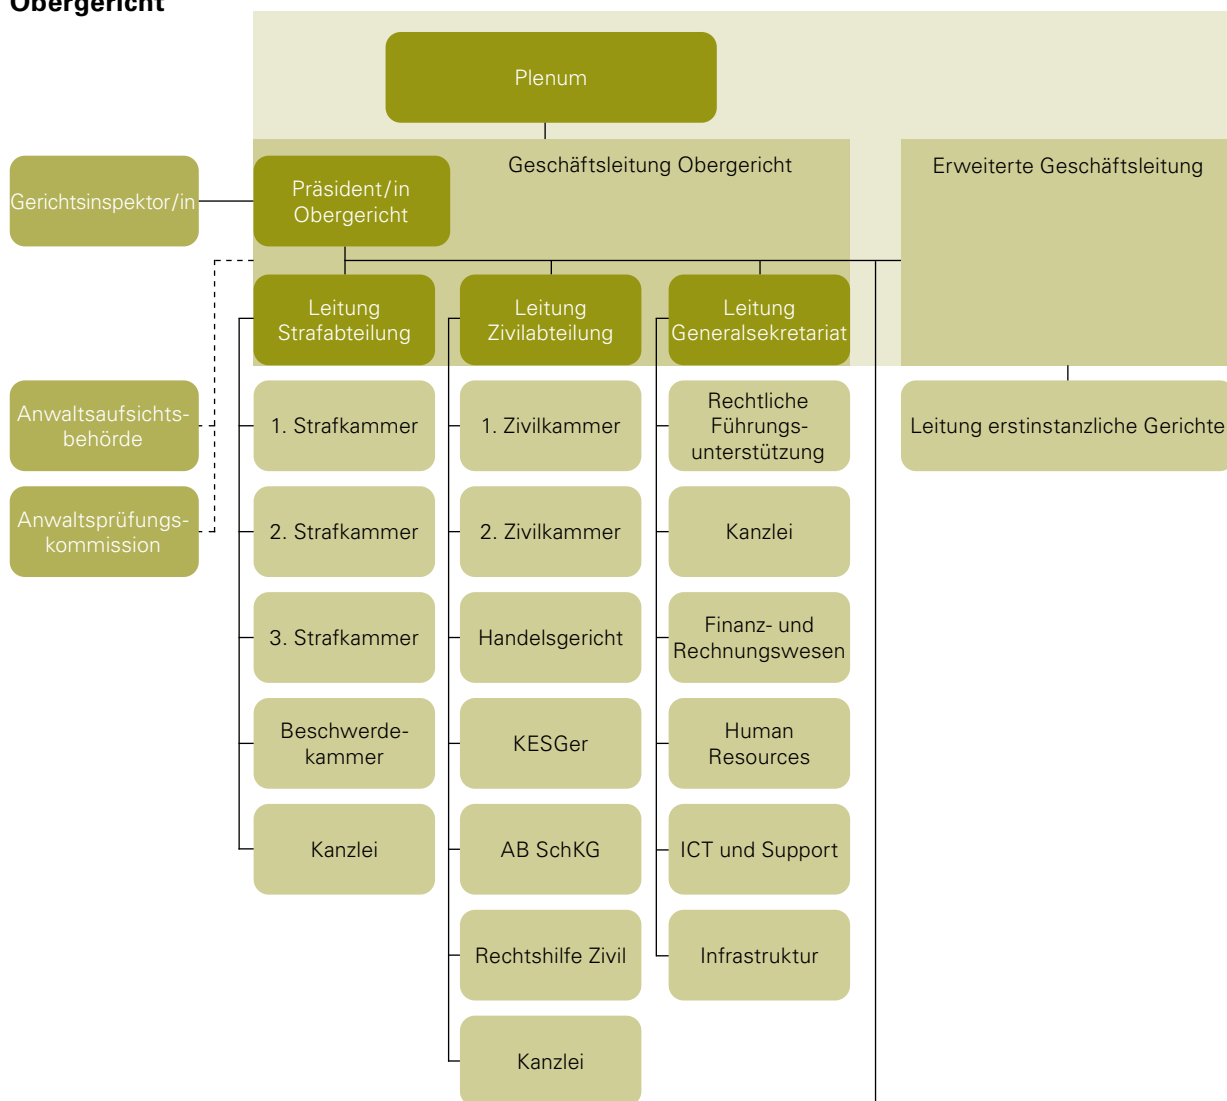 Obergericht
Plenum
Geschäftsleitung Obergericht
Erweiterte Geschäftsleitung
Gerichtsinspektor/in
Präsident/in
Obergericht
Leitung
Strafabteilung
Leitung
Zivilabteilung
Leitung
Generalsekretariat
Anwaltsaufsichts-
behörde
1. Strafkammer
1. Zivilkammer
Rechtliche
Führungs-
unterstützung
Leitung erstinstanzliche Gerichte
Anwaltsprüfungs-
kommission
2. Strafkammer
2. Zivilkammer
Kanzlei
3. Strafkammer
Handelsgericht
Finanz- und
Rechnungswesen
Beschwerde-
kammer
KESGer
Human
Resources
Kanzlei
AB SchKG
ICT und Support
Rechtshilfe Zivil
Infrastruktur
Kanzlei